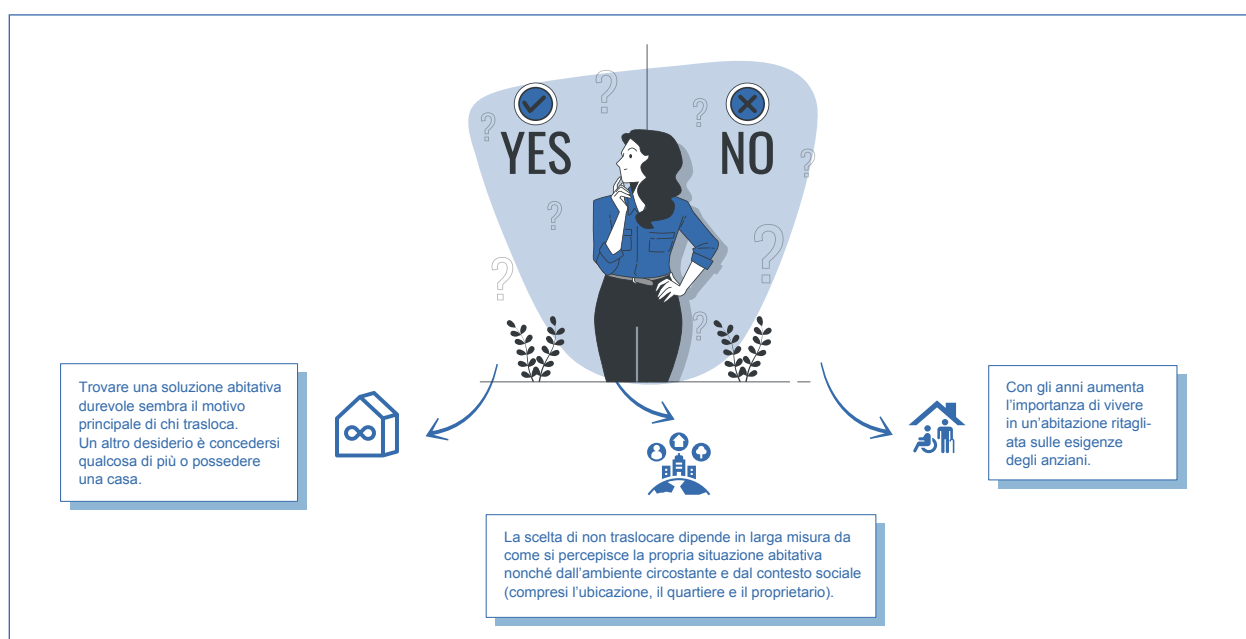 YES
NO
Trovare una soluzione abitativa
durevole sembra il motivo
principale di chi trasloca.
Un altro desiderio è concedersi
qualcosa di più o possedere
una casa.
La scelta di non traslocare dipende in larga misura da
come si percepisce la propria situazione abitativa
nonché dall’ambiente circostante e dal contesto sociale
(compresi l’ubicazione, il quartiere e il proprietario).
Con gli anni aumenta
l’importanza di vivere
in un’abitazione ritagli-
ata sulle esigenze
degli anziani.